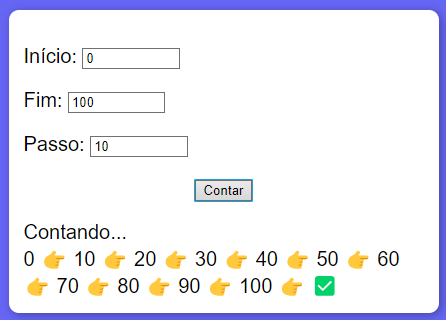 Início: 0
Fim: 100
Passo: 10
Contar
Contando...
0 👉 10 👉 20 👉 30 👉 40 👉 50 👉 60
👉 70 👉 80 👉 90 👉 100 👉 ✅